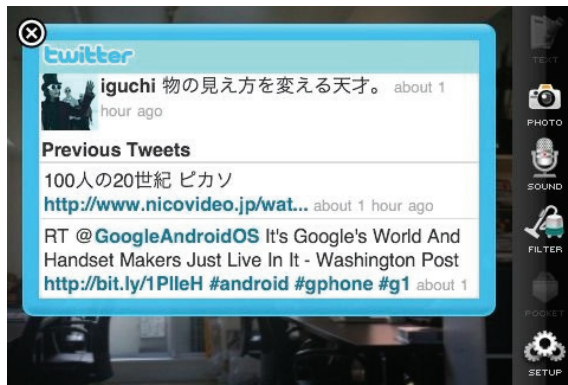 twitter
iguchi 物の見え方を変える天才。 about 1
hour ago
Previous Tweets
100人の20世紀 ピカソ
http://www.nicovideo.jp/wat... about 1 hour ago
RT @GoogleAndroidOS It's Google's World And
Handset Makers Just Live In It - Washington Post
http://bit.ly/1PlleH #android #gphone #g1 about 1
TEXT
PHOTO
SOUND
FILTER
POCKET
SETUP